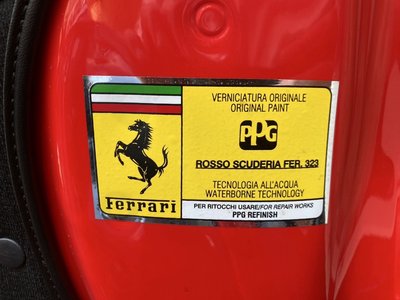 VERNICIATURA ORIGINALE
ORIGINAL PAINT
PPG
ROSSO SCUDERIA FER. 323
TECNOLOGIA ALL'ACQUA
WATERBORNE TECHNOLOGY
Ferrari
PER RITOCCHI USARE/FOR REPAIR WORKS
PPG REFINISH